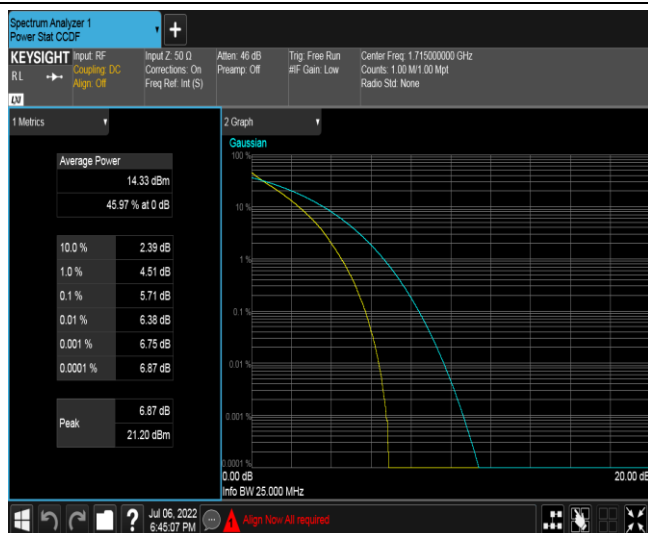 Spectrum Analyzer 1
Power Stat CCDF
KEYSIGHT
RL
Input: RF
Coupling: DC
Align: Off
Input Z: 50 Ω
Corrections: On
Freq Ref: Int (S)
Atten: 46 dB
Preamp: Off
Trig: Free Run
#IF Gain: Low
Center Freq: 1.715000000 GHz
Counts: 1.00 M/1.00 Mpt
Radio Std: None
1 Metrics
Average Power
14.33 dBm
45.97 % at 0 dB
10.0 % 2.39 dB
1.0 % 4.51 dB
0.1 % 5.71 dB
0.01 % 6.38 dB
0.001 % 6.75 dB
0.0001 % 6.87 dB
Peak
6.87 dB
21.20 dBm
2 Graph
Gaussian
100 %
10 %
1 %
0.1 %
0.01 %
0.001 %
0.0001 %
0.00 dB 20.00 dB
Info BW 25.000 MHz
?
Jul 06, 2022
6:45:07 PM
Align Now All required